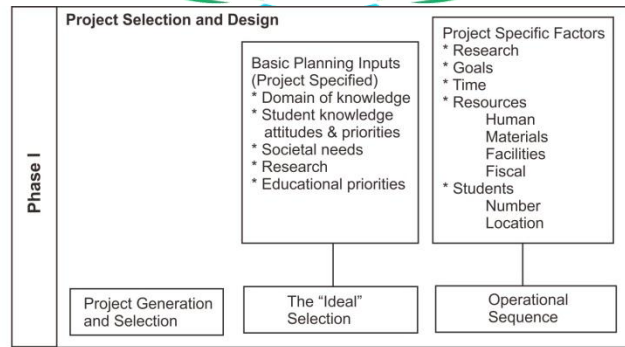 Project Selection and Design
Phase I
Basic Planning Inputs
(Project Specified)
* Domain of knowledge
* Student knowledge
attitudes & priorities
* Societal needs
* Research
* Educational priorities
Project Specific Factors
* Research
* Goals
* Time
* Resources
Human
Materials
Facilities
Fiscal
* Students
Number
Location
Project Generation
and Selection
The “Ideal”
Selection
Operational
Sequence